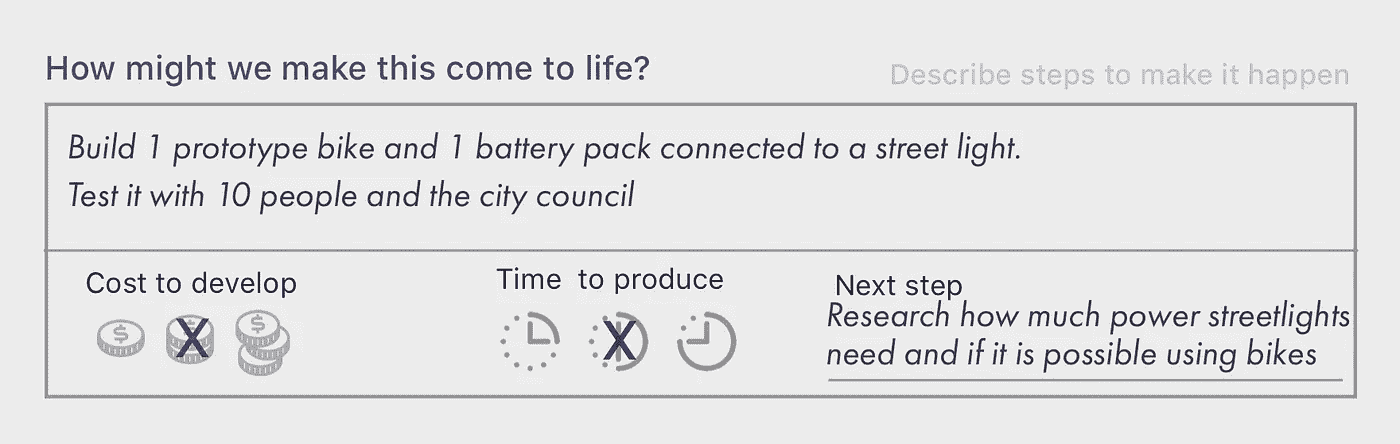 How might we make this come to life?
Describe steps to make it happen
Build 1 prototype bike and 1 battery pack connected to a street light.
Test it with 10 people and the city council
Cost to develop
$ X $
Time to produce
X
Next step
Research how much power streetlights
need and if it is possible using bikes